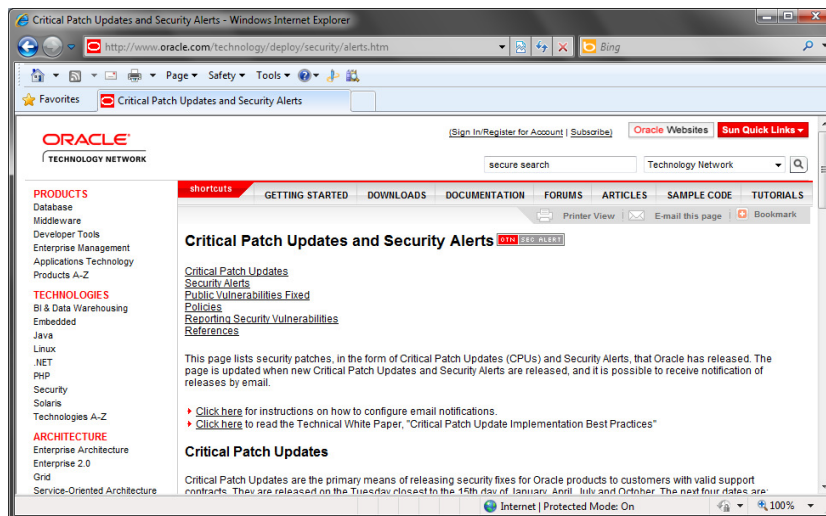 Critical Patch Updates and Security Alerts - Windows Internet Explorer
http://www.oracle.com/technology/deploy/security/alerts.htm
Bing
Page Safety Tools
Favorites
Critical Patch Updates and Security Alerts
ORACLE
TECHNOLOGY NETWORK
(Sign In/Register for Account | Subscribe)
Oracle Websites
Sun Quick Links
secure search
Technology Network
PRODUCTS
Database
Middleware
Developer Tools
Enterprise Management
Applications Technology
Products A-Z
TECHNOLOGIES
BI & Data Warehousing
Embedded
Java
Linux
.NET
PHP
Security
Solaris
Technologies A-Z
ARCHITECTURE
Enterprise Architecture
Enterprise 2.0
Grid
Service-Oriented Architecture
shortcuts
GETTING STARTED DOWNLOADS DOCUMENTATION FORUMS ARTICLES SAMPLE CODE TUTORIALS
Printer View | E-mail this page | Bookmark
Critical Patch Updates and Security Alerts OTN SEC ALERT
Critical Patch Updates
Security Alerts
Public Vulnerabilities Fixed
Policies
Reporting Security Vulnerabilities
References
This page lists security patches, in the form of Critical Patch Updates (CPUs) and Security Alerts, that Oracle has released. The
page is updated when new Critical Patch Updates and Security Alerts are released, and it is possible to receive notification of
releases by email.
Click here for instructions on how to configure email notifications.
Click here to read the Technical White Paper, "Critical Patch Update Implementation Best Practices"
Critical Patch Updates
Critical Patch Updates are the primary means of releasing security fixes for Oracle products to customers with valid support
contracts. They are released on the Tuesday closest to the 15th day of January, April, July and October. The next four dates are:
Internet | Protected Mode: On
100%